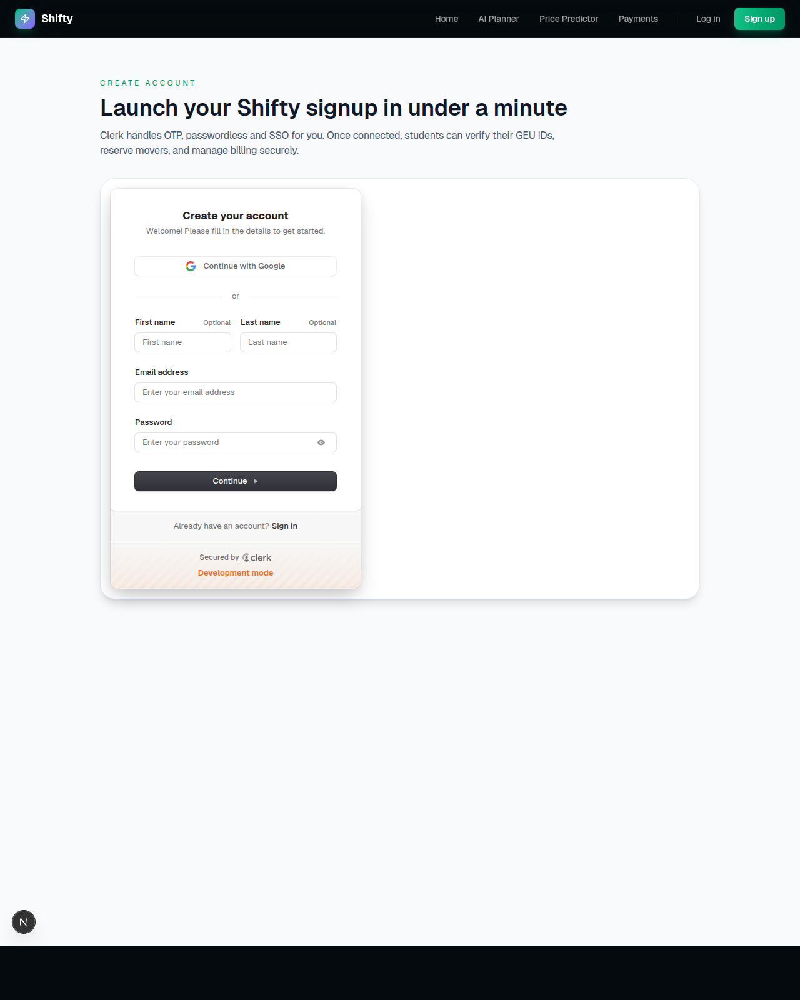 Shifty
Home AI Planner Price Predictor Payments Log in Sign up
CREATE ACCOUNT
Launch your Shifty signup in under a minute
Clerk handles OTP, passwordless and SSO for you. Once connected, students can verify their GEU IDs,
reserve movers, and manage billing securely.
Create your account
Welcome! Please fill in the details to get started.
Continue with Google
or
First name Optional Last name Optional
First name Last name
Email address
Enter your email address
Password
Enter your password
Continue
Already have an account? Sign in
Secured by clerk
Development mode
N